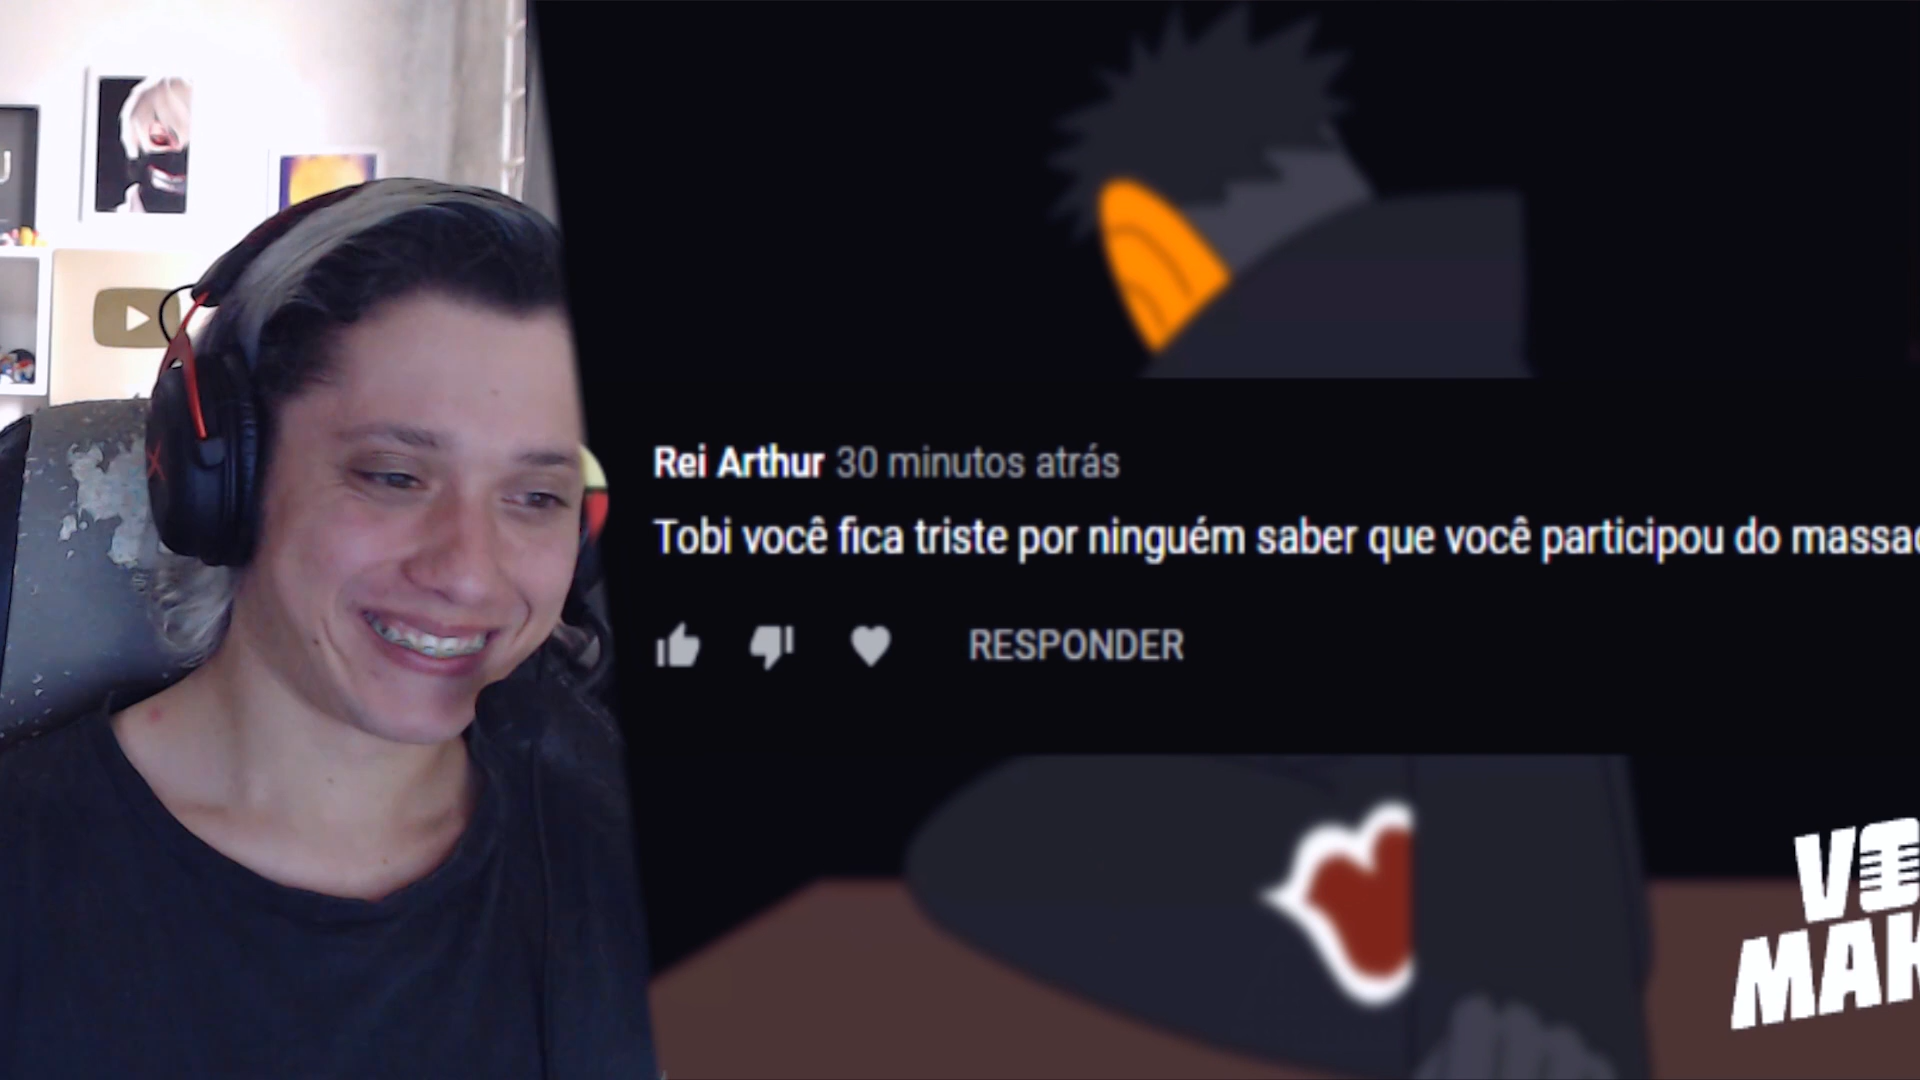 Rei Arthur 30 minutos atrás
Tobi você fica triste por ninguém saber que você participou do
RESPONDER